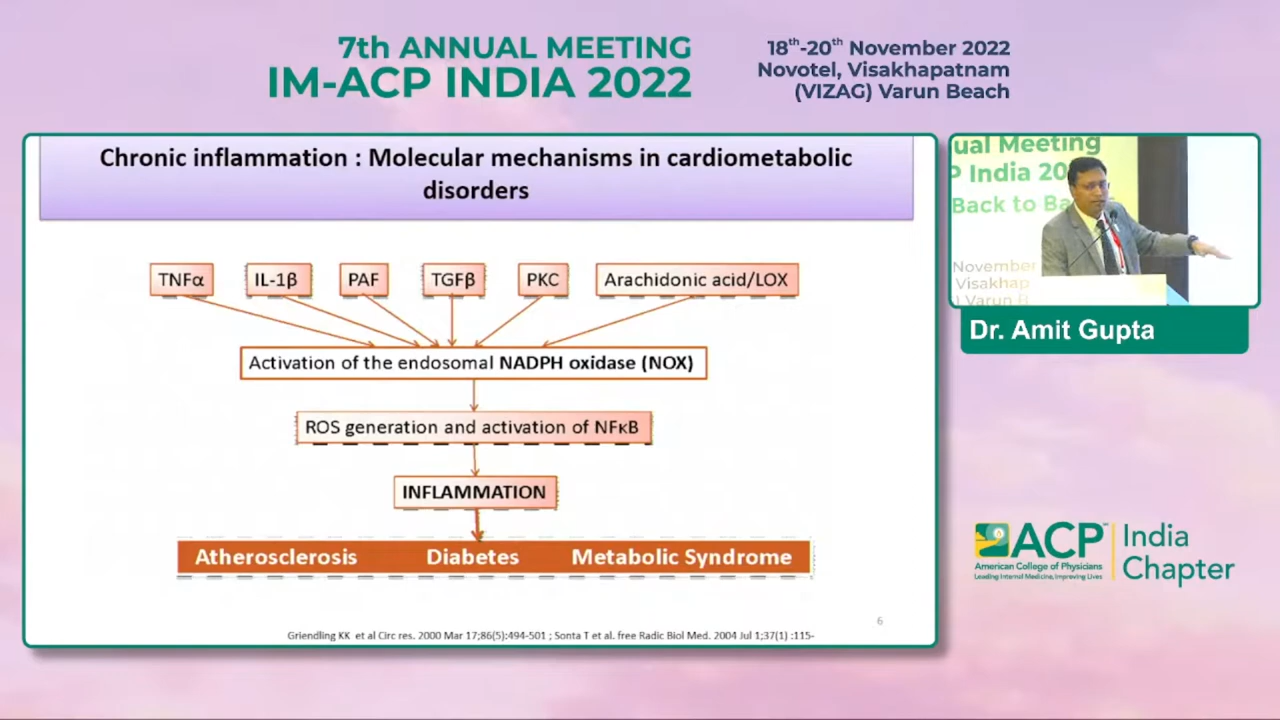 7th ANNUAL MEETING
IM-ACP INDIA 2022
18th-20th November 2022
Novotel, Visakhapatnam
(VIZAG) Varun Beach
Chronic inflammation : Molecular mechanisms in cardiometabolic
disorders
TNFα IL-1β PAF TGFβ PKC Arachidonic acid/LOX
Activation of the endosomal NADPH oxidase (NOX)
ROS generation and activation of NFκB
INFLAMMATION
Atherosclerosis Diabetes Metabolic Syndrome
6
Griendling KK et al Circ res. 2000 Mar 17;86(5):494-501 ; Sonta T et al. free Radic Biol Med. 2004 Jul 1;37(1) :115-
ual Meeting
P India 20
Back to Ba
November
Visakhap
) Varun B
Dr. Amit Gupta
ACP
American College of Physicians
Leading Internal Medicine, Improving Lives
India
Chapter